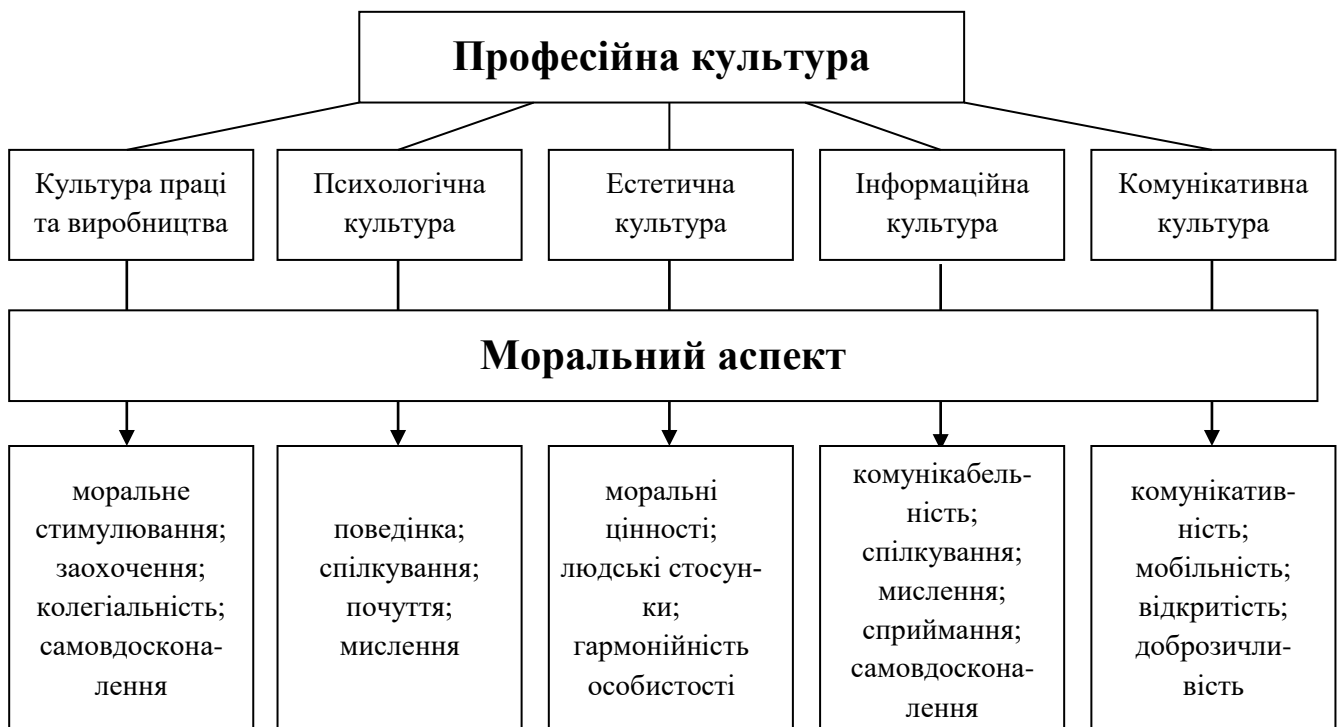 Професійна культура
Культура праці
та виробництва
Психологічна
культура
Естетична
культура
Інформаційна
культура
Комунікативна
культура
Моральний аспект
моральне
стимулювання;
заохочення;
колегіальність;
самовдоскона-
лення
поведінка;
спілкування;
почуття;
мислення
моральні
цінності;
людські стосун-
ки;
гармонійність
особистості
комунікабель-
ність;
спілкування;
мислення;
сприймання;
самовдоскона-
лення
комунікатив-
ність;
мобільність;
відкритість;
доброзичли-
вість